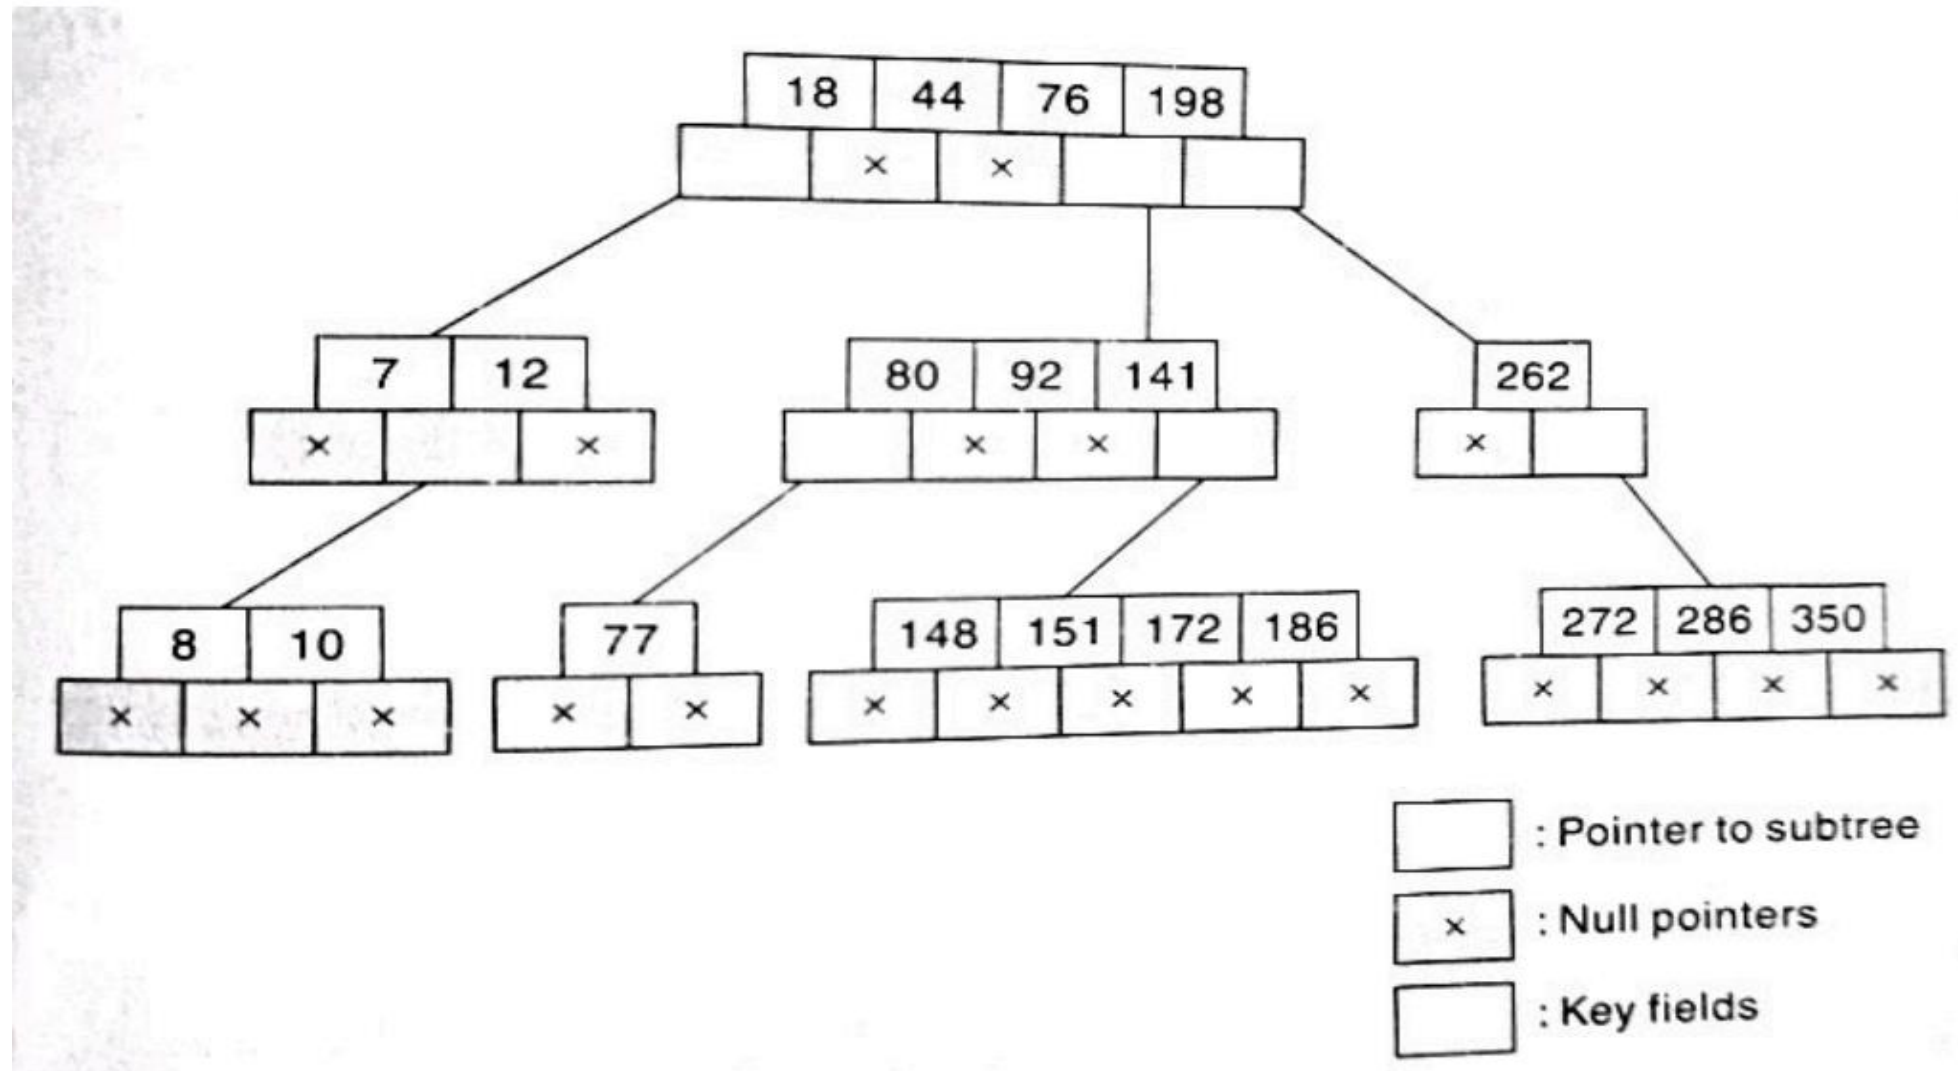 18 44 76 198
× ×
7 12 80 92 141 262
× × × × ×
8 10 77 148 151 172 186 272 286 350
× × × × × × × × × × × × × ×
: Pointer to subtree
× : Null pointers
: Key fields